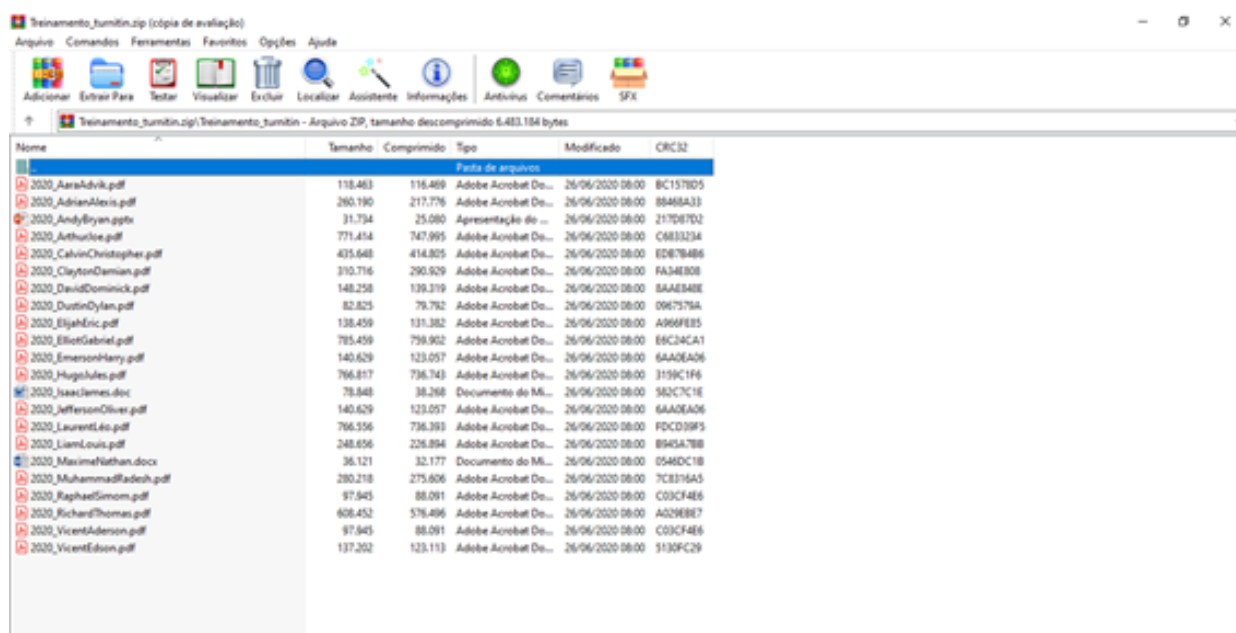 Treinamento_turnitin.zip (cópia de avaliação)
Arquivo Comandos Ferramentas Favoritos Opções Ajuda
Adicionar Extrair Para Testar Visualizar Excluir Localizar Assistente Informações Antivírus Comentários SFX
Treinamento_turnitin.zip\Treinamento_turnitin - Arquivo ZIP, tamanho descomprimido 6.483.184 bytes
Nome Tamanho Comprimido Tipo Modificado CRC32
.. Pasta de arquivos
2020_AaraAdvik.pdf 118.463 116.469 Adobe Acrobat Do... 26/06/2020 08:00 BC1578D5
2020_AdrianAlexis.pdf 260.190 217.776 Adobe Acrobat Do... 26/06/2020 08:00 88468A33
2020_AndyBryan.pptx 31.734 25.080 Apresentação do ... 26/06/2020 08:00 217D87D2
2020_ArthurJoe.pdf 771.414 747.995 Adobe Acrobat Do... 26/06/2020 08:00 C6833234
2020_CalvinChristopher.pdf 435.648 414.805 Adobe Acrobat Do... 26/06/2020 08:00 EDB7B4B6
2020_ClaytonDamian.pdf 310.716 290.929 Adobe Acrobat Do... 26/06/2020 08:00 FA34E808
2020_DavidDominick.pdf 148.258 139.319 Adobe Acrobat Do... 26/06/2020 08:00 8AAE848E
2020_DustinDylan.pdf 82.825 79.792 Adobe Acrobat Do... 26/06/2020 08:00 0967579A
2020_ElijahEric.pdf 138.459 131.382 Adobe Acrobat Do... 26/06/2020 08:00 A966FE85
2020_ElliotGabriel.pdf 785.459 759.902 Adobe Acrobat Do... 26/06/2020 08:00 E6C24CA1
2020_EmersonHarry.pdf 140.629 123.057 Adobe Acrobat Do... 26/06/2020 08:00 6AA0EA06
2020_HugoJules.pdf 766.817 736.743 Adobe Acrobat Do... 26/06/2020 08:00 3159C1F6
2020_IsaacJames.doc 78.848 38.268 Documento do Mi... 26/06/2020 08:00 582C7C1E
2020_JeffersonOliver.pdf 140.629 123.057 Adobe Acrobat Do... 26/06/2020 08:00 6AA0EA06
2020_LaurentLéo.pdf 766.556 736.393 Adobe Acrobat Do... 26/06/2020 08:00 FDCD39F5
2020_LiamLouis.pdf 248.656 226.894 Adobe Acrobat Do... 26/06/2020 08:00 B945A7BB
2020_MaximeNathan.docx 36.121 32.177 Documento do Mi... 26/06/2020 08:00 0546DC1B
2020_MuhammadRadesh.pdf 280.218 275.606 Adobe Acrobat Do... 26/06/2020 08:00 7C8316A5
2020_RaphaelSimom.pdf 97.945 88.091 Adobe Acrobat Do... 26/06/2020 08:00 C03CF4E6
2020_RichardThomas.pdf 608.452 576.496 Adobe Acrobat Do... 26/06/2020 08:00 A029EBE7
2020_VicentAderson.pdf 97.945 88.091 Adobe Acrobat Do... 26/06/2020 08:00 C03CF4E6
2020_VicentEdson.pdf 137.202 123.113 Adobe Acrobat Do... 26/06/2020 08:00 5130FC29